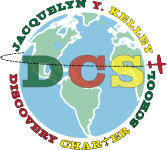 JACQUELYN Y. KELLEY
DCS
DISCOVERY CHARTER SCHOOL